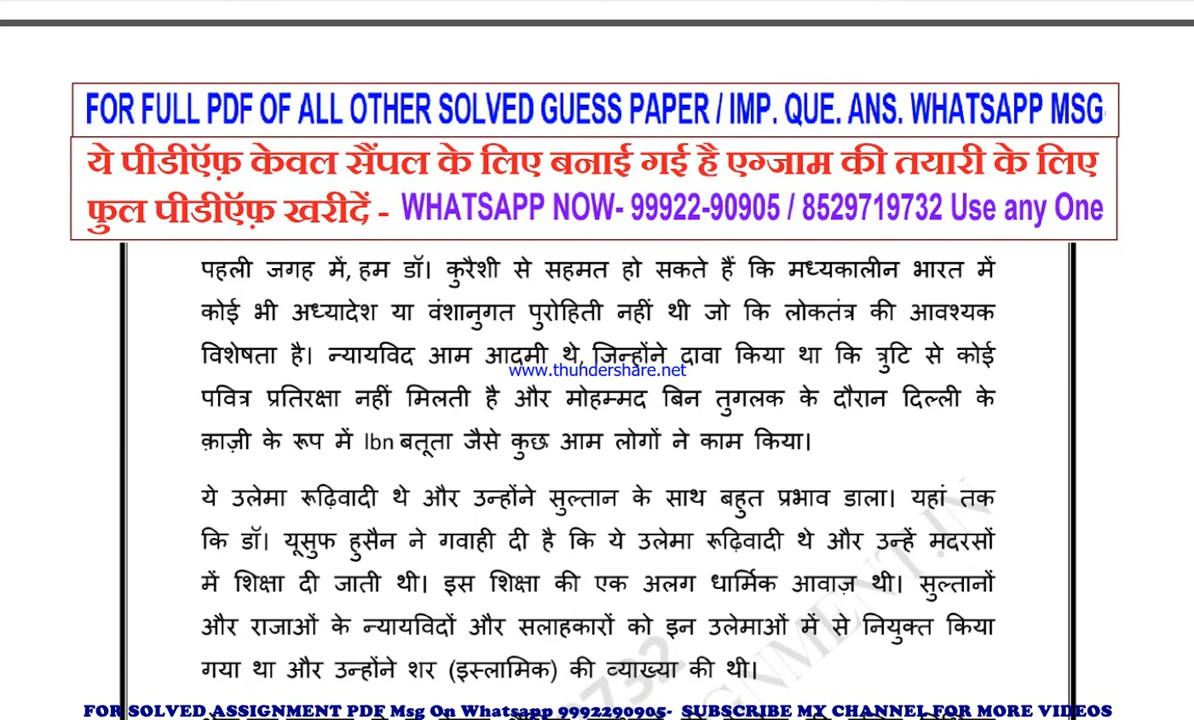 FOR FULL PDF OF ALL OTHER SOLVED GUESS PAPER / IMP. QUE. ANS. WHATSAPP MSG
ये पीडीऍफ़ केवल सैंपल के लिए बनाई गई है एग्जाम की तयारी के लिए
फुल पीडीऍफ़ खरीदें - WHATSAPP NOW- 99922-90905 / 8529719732 Use any One
पहली जगह में, हम डॉ। कुरैशी से सहमत हो सकते हैं कि मध्यकालीन भारत में
कोई भी अध्यादेश या वंशानुगत पुरोहिती नहीं थी जो कि लोकतंत्र की आवश्यक
विशेषता है। न्यायविद आम आदमी थे, जिन्होंने दावा किया था कि त्रुटि से कोई
www.thundershare.net
पवित्र प्रतिरक्षा नहीं मिलती है और मोहम्मद बिन तुगलक के दौरान दिल्ली के
क़ाज़ी के रूप में Ibn बतूता जैसे कुछ आम लोगों ने काम किया।
ये उलेमा रूढ़िवादी थे और उन्होंने सुल्तान के साथ बहुत प्रभाव डाला। यहां तक
कि डॉ। यूसुफ हुसैन ने गवाही दी है कि ये उलेमा रूढ़िवादी थे और उन्हें मदरसों
में शिक्षा दी जाती थी। इस शिक्षा की एक अलग धार्मिक आवाज़ थी। सुल्तानों
और राजाओं के न्यायविदों और सलाहकारों को इन उलेमाओं में से नियुक्त किया
गया था और उन्होंने शर (इस्लामिक) की व्याख्या की थी।
FOR SOLVED ASSIGNMENT PDF Msg On Whatsapp 9992290905- SUBSCRIBE MY CHANNEL FOR MORE VIDEOS